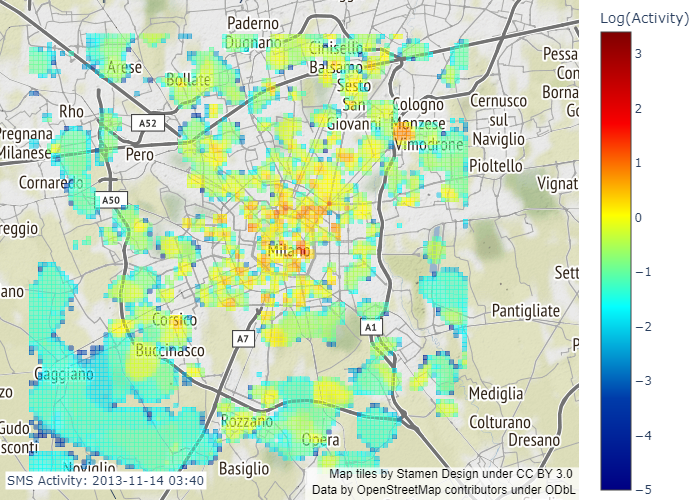 Paderno
Dugnano
Cinisello
Balsamo
Arese
Bollate
Sesto
San
Giovanni
Cologno
Monzese
Vimodrone
Cernusco
sul
Naviglio
Pessa
Con
Borna
Go
Rho
A52
Pregnana
Milanese
Pero
Pioltello
Cornaredo
A50
Vignat
reggio
Milano
Sett
ano
Corsico
A7
A1
Pantigliate
P
Buccinasco
Gaggiano
zo
Mediglia
Rozzano
Colturano
Gudo
sconti
Opera
Dresano
Noviglio
Basiglio
SMS Activity: 2013-11-14 03:40
Map tiles by Stamen Design under CC BY 3.0
Data by OpenStreetMap contributors under ODbL
Log(Activity)
3
2
1
0
−1
−2
−3
−4
−5